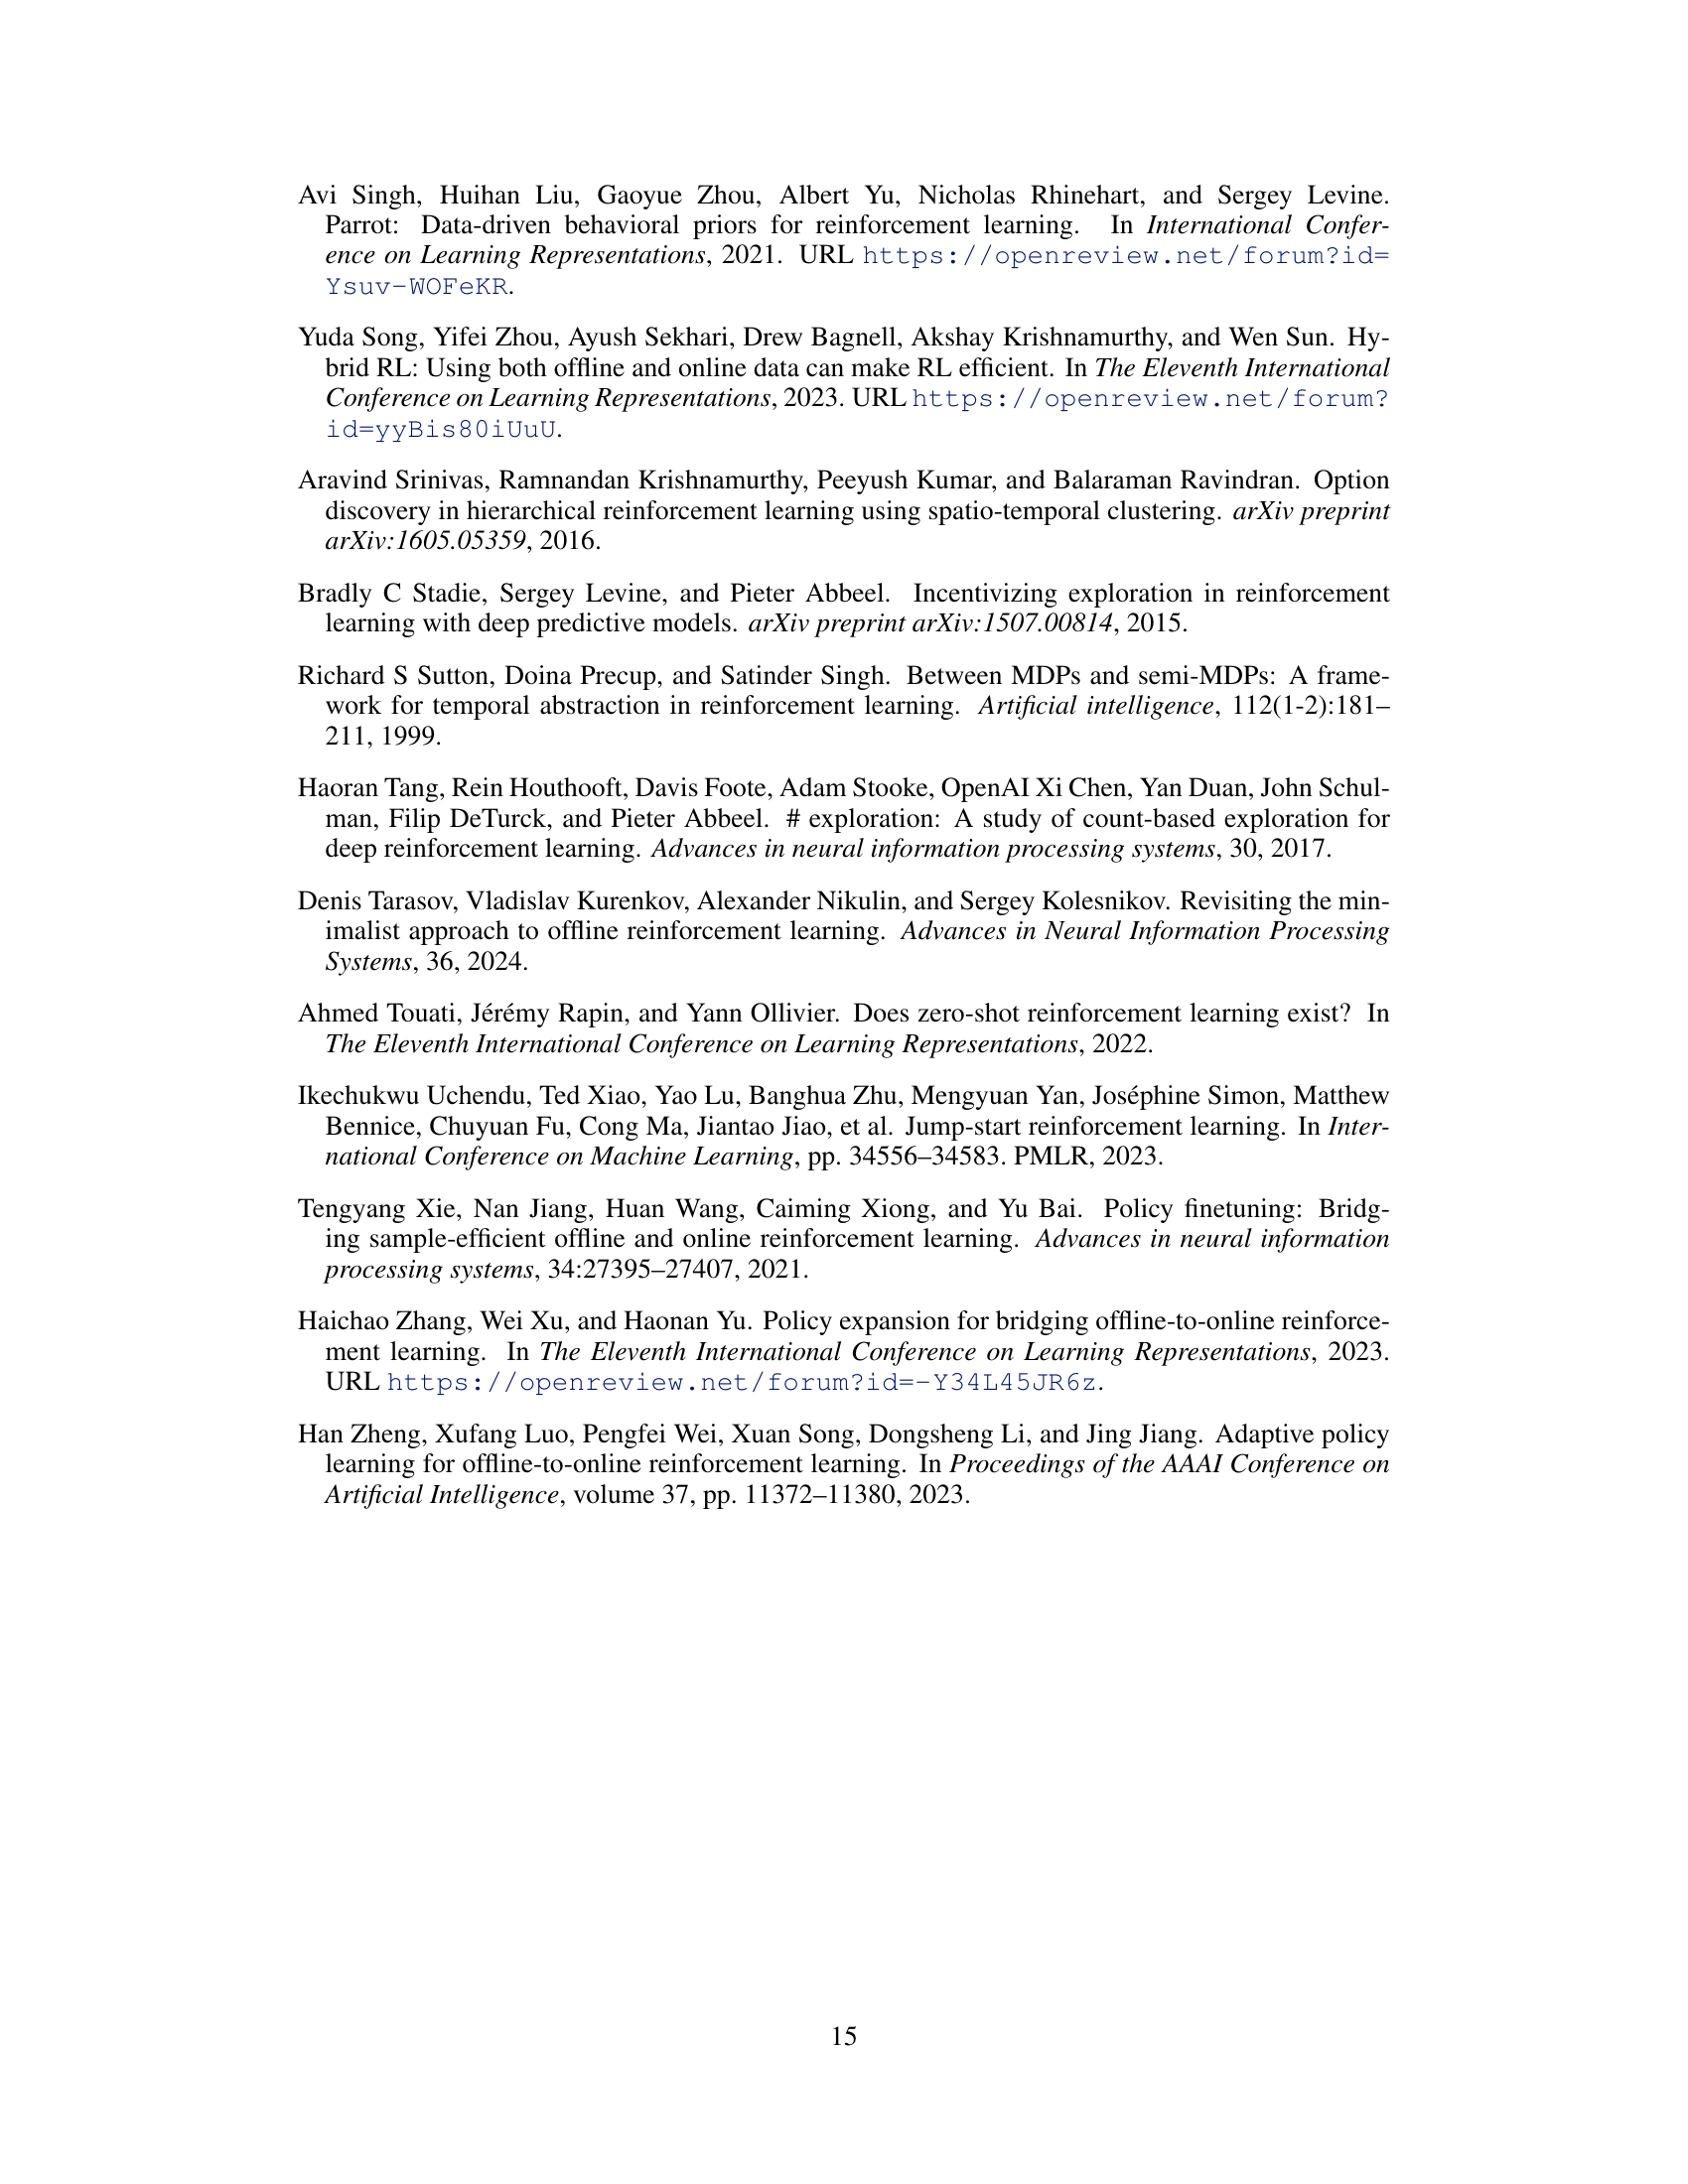 Avi Singh, Huihan Liu, Gaoyue Zhou, Albert Yu, Nicholas Rhinehart, and Sergey Levine.
Parrot: Data-driven behavioral priors for reinforcement learning. In International Confer-
ence on Learning Representations, 2021. URL https://openreview.net/forum?id=
Ysuv-WOFeKR.
Yuda Song, Yifei Zhou, Ayush Sekhari, Drew Bagnell, Akshay Krishnamurthy, and Wen Sun. Hy-
brid RL: Using both offline and online data can make RL efficient. In The Eleventh International
Conference on Learning Representations, 2023. URL https://openreview.net/forum?
id=yyBis80iUuU.
Aravind Srinivas, Ramnandan Krishnamurthy, Peeyush Kumar, and Balaraman Ravindran. Option
discovery in hierarchical reinforcement learning using spatio-temporal clustering. arXiv preprint
arXiv:1605.05359, 2016.
Bradly C Stadie, Sergey Levine, and Pieter Abbeel. Incentivizing exploration in reinforcement
learning with deep predictive models. arXiv preprint arXiv:1507.00814, 2015.
Richard S Sutton, Doina Precup, and Satinder Singh. Between MDPs and semi-MDPs: A frame-
work for temporal abstraction in reinforcement learning. Artificial intelligence, 112(1-2):181–
211, 1999.
Haoran Tang, Rein Houthooft, Davis Foote, Adam Stooke, OpenAI Xi Chen, Yan Duan, John Schul-
man, Filip DeTurck, and Pieter Abbeel. # exploration: A study of count-based exploration for
deep reinforcement learning. Advances in neural information processing systems, 30, 2017.
Denis Tarasov, Vladislav Kurenkov, Alexander Nikulin, and Sergey Kolesnikov. Revisiting the min-
imalist approach to offline reinforcement learning. Advances in Neural Information Processing
Systems, 36, 2024.
Ahmed Touati, Jérémy Rapin, and Yann Ollivier. Does zero-shot reinforcement learning exist? In
The Eleventh International Conference on Learning Representations, 2022.
Ikechukwu Uchendu, Ted Xiao, Yao Lu, Banghua Zhu, Mengyuan Yan, Joséphine Simon, Matthew
Bennice, Chuyuan Fu, Cong Ma, Jiantao Jiao, et al. Jump-start reinforcement learning. In Inter-
national Conference on Machine Learning, pp. 34556–34583. PMLR, 2023.
Tengyang Xie, Nan Jiang, Huan Wang, Caiming Xiong, and Yu Bai. Policy finetuning: Bridg-
ing sample-efficient offline and online reinforcement learning. Advances in neural information
processing systems, 34:27395–27407, 2021.
Haichao Zhang, Wei Xu, and Haonan Yu. Policy expansion for bridging offline-to-online reinforce-
ment learning. In The Eleventh International Conference on Learning Representations, 2023.
URL https://openreview.net/forum?id=-Y34L45JR6z.
Han Zheng, Xufang Luo, Pengfei Wei, Xuan Song, Dongsheng Li, and Jing Jiang. Adaptive policy
learning for offline-to-online reinforcement learning. In Proceedings of the AAAI Conference on
Artificial Intelligence, volume 37, pp. 11372–11380, 2023.
15